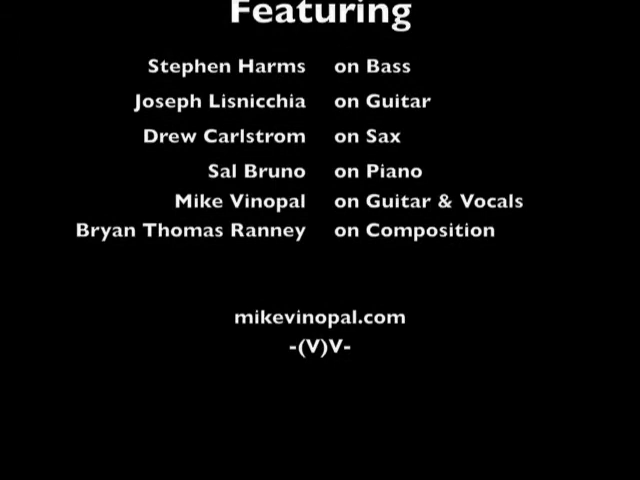 Featuring
Stephen Harms on Bass
Joseph Lisnicchia on Guitar
Drew Carlstrom on Sax
Sal Bruno on Piano
Mike Vinopal on Guitar & Vocals
Bryan Thomas Ranney on Composition
mikevinopal.com
-(V)V-